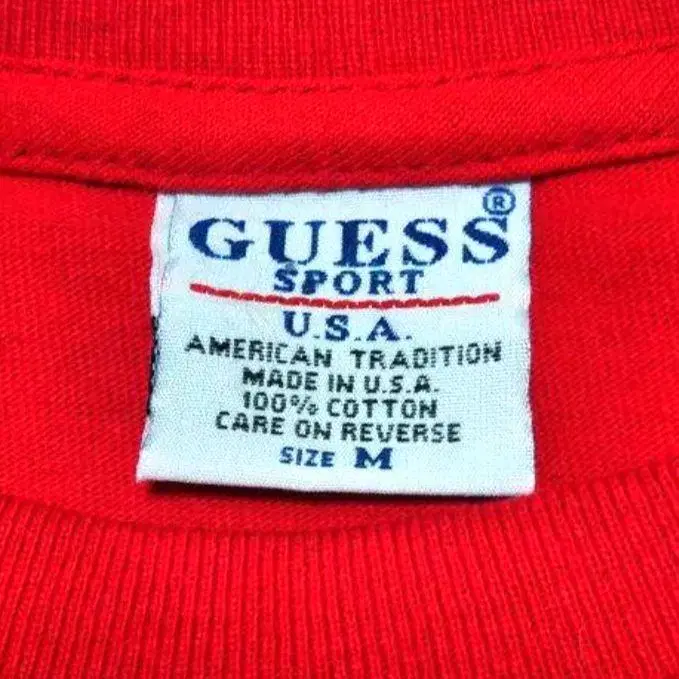 GUESS®
SPORT
U.S.A.
AMERICAN TRADITION
MADE IN U.S.A.
100% COTTON
CARE ON REVERSE
SIZE M